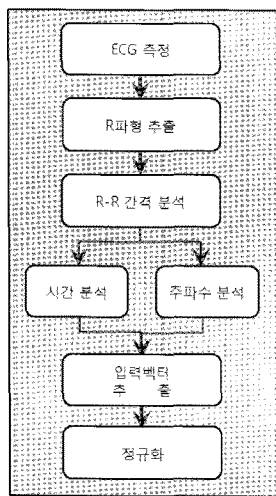 ECG 측정
R파형 추출
R-R 간격 분석
시간 분석
주파수 분석
입력벡터
추 출
정규화